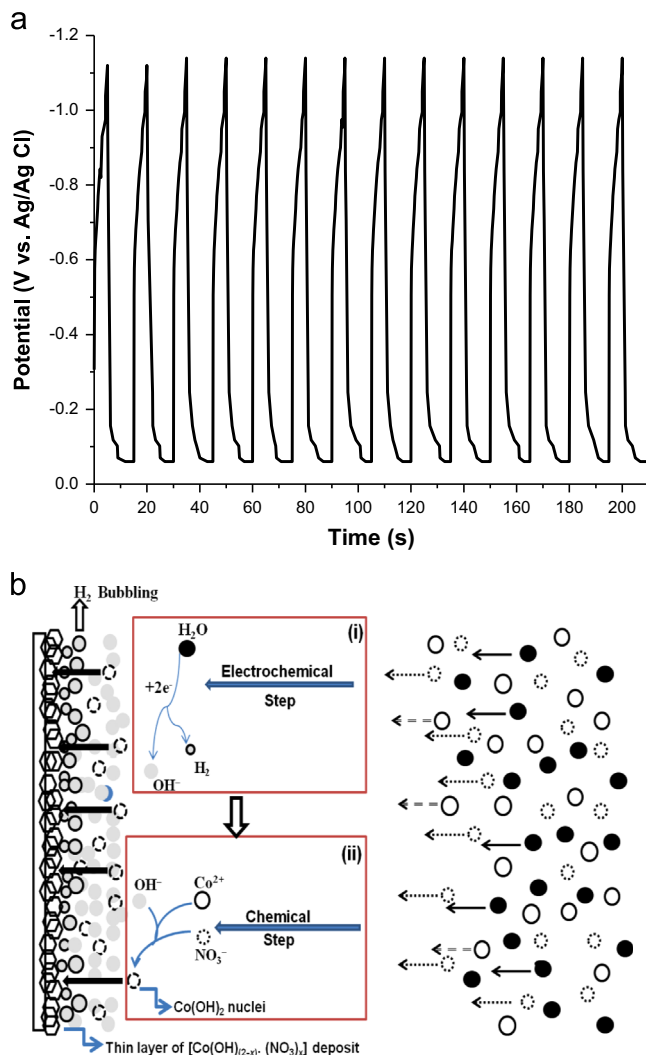 a
-1.2
-1.0
-0.8
-0.6
-0.4
-0.2
0.0
Potential (V vs. Ag/Ag Cl)
0 20 40 60 80 100 120 140 160 180 200
Time (s)
b
H₂ Bubbling
(i)
H₂O
+2e⁻
Electrochemical
Step
H₂
OH⁻
(ii)
OH⁻
Co²⁺
NO₃⁻
Chemical
Step
Co(OH)₂ nuclei
Thin layer of [Co(OH)₍₂₋ₓ₎. (NO₃)ₓ] deposit